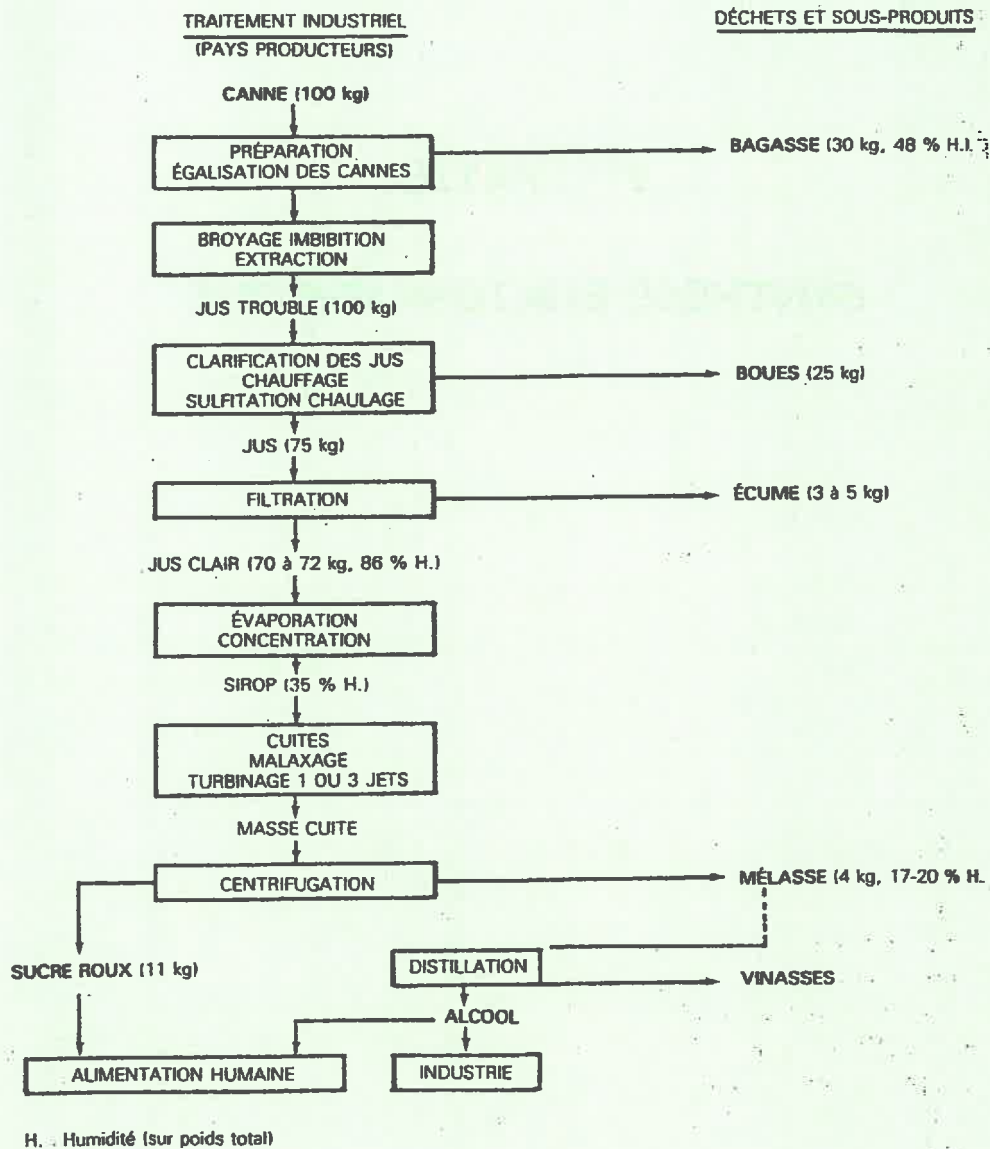 TRAITEMENT INDUSTRIEL
(PAYS PRODUCTEURS)
DÉCHETS ET SOUS-PRODUITS
CANNE (100 kg)
PRÉPARATION
ÉGALISATION DES CANNES
BAGASSE (30 kg, 48 % H.)
BROYAGE IMBIBITION
EXTRACTION
JUS TROUBLE (100 kg)
CLARIFICATION DES JUS
CHAUFFAGE
SULFITATION CHAULAGE
BOUES (25 kg)
JUS (75 kg)
FILTRATION
ÉCUME (3 à 5 kg)
JUS CLAIR (70 à 72 kg, 86 % H.)
ÉVAPORATION
CONCENTRATION
SIROP (35 % H.)
CUITES
MALAXAGE
TURBINAGE 1 OU 3 JETS
MASSE CUITE
CENTRIFUGATION
MÉLASSE (4 kg, 17-20 % H.
SUCRE ROUX (11 kg)
DISTILLATION
VINASSES
ALCOOL
ALIMENTATION HUMAINE
INDUSTRIE
H. . Humidité (sur poids total)